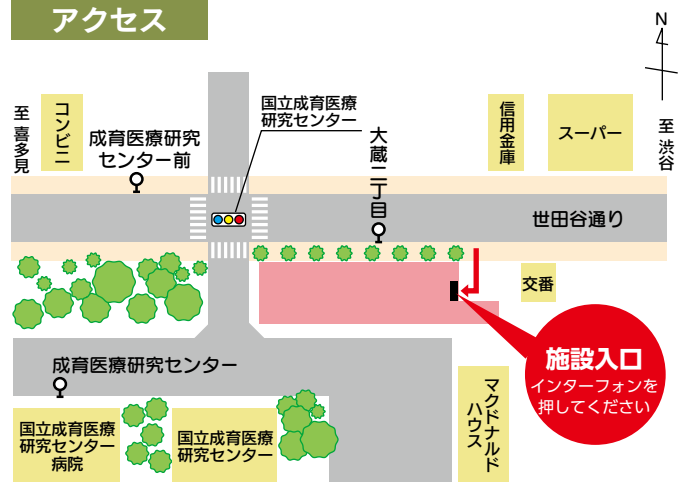 アクセス
N
至 喜多見
コンビニ
成育医療研究
センター前
国立成育医療
研究センター
大蔵二丁目
信用金庫
スーパー
至 渋谷
世田谷通り
交番
施設入口
インターフォンを
押してください
成育医療研究センター
国立成育医療
研究センター
病院
国立成育医療
研究センター
マクドナルド
ハウス